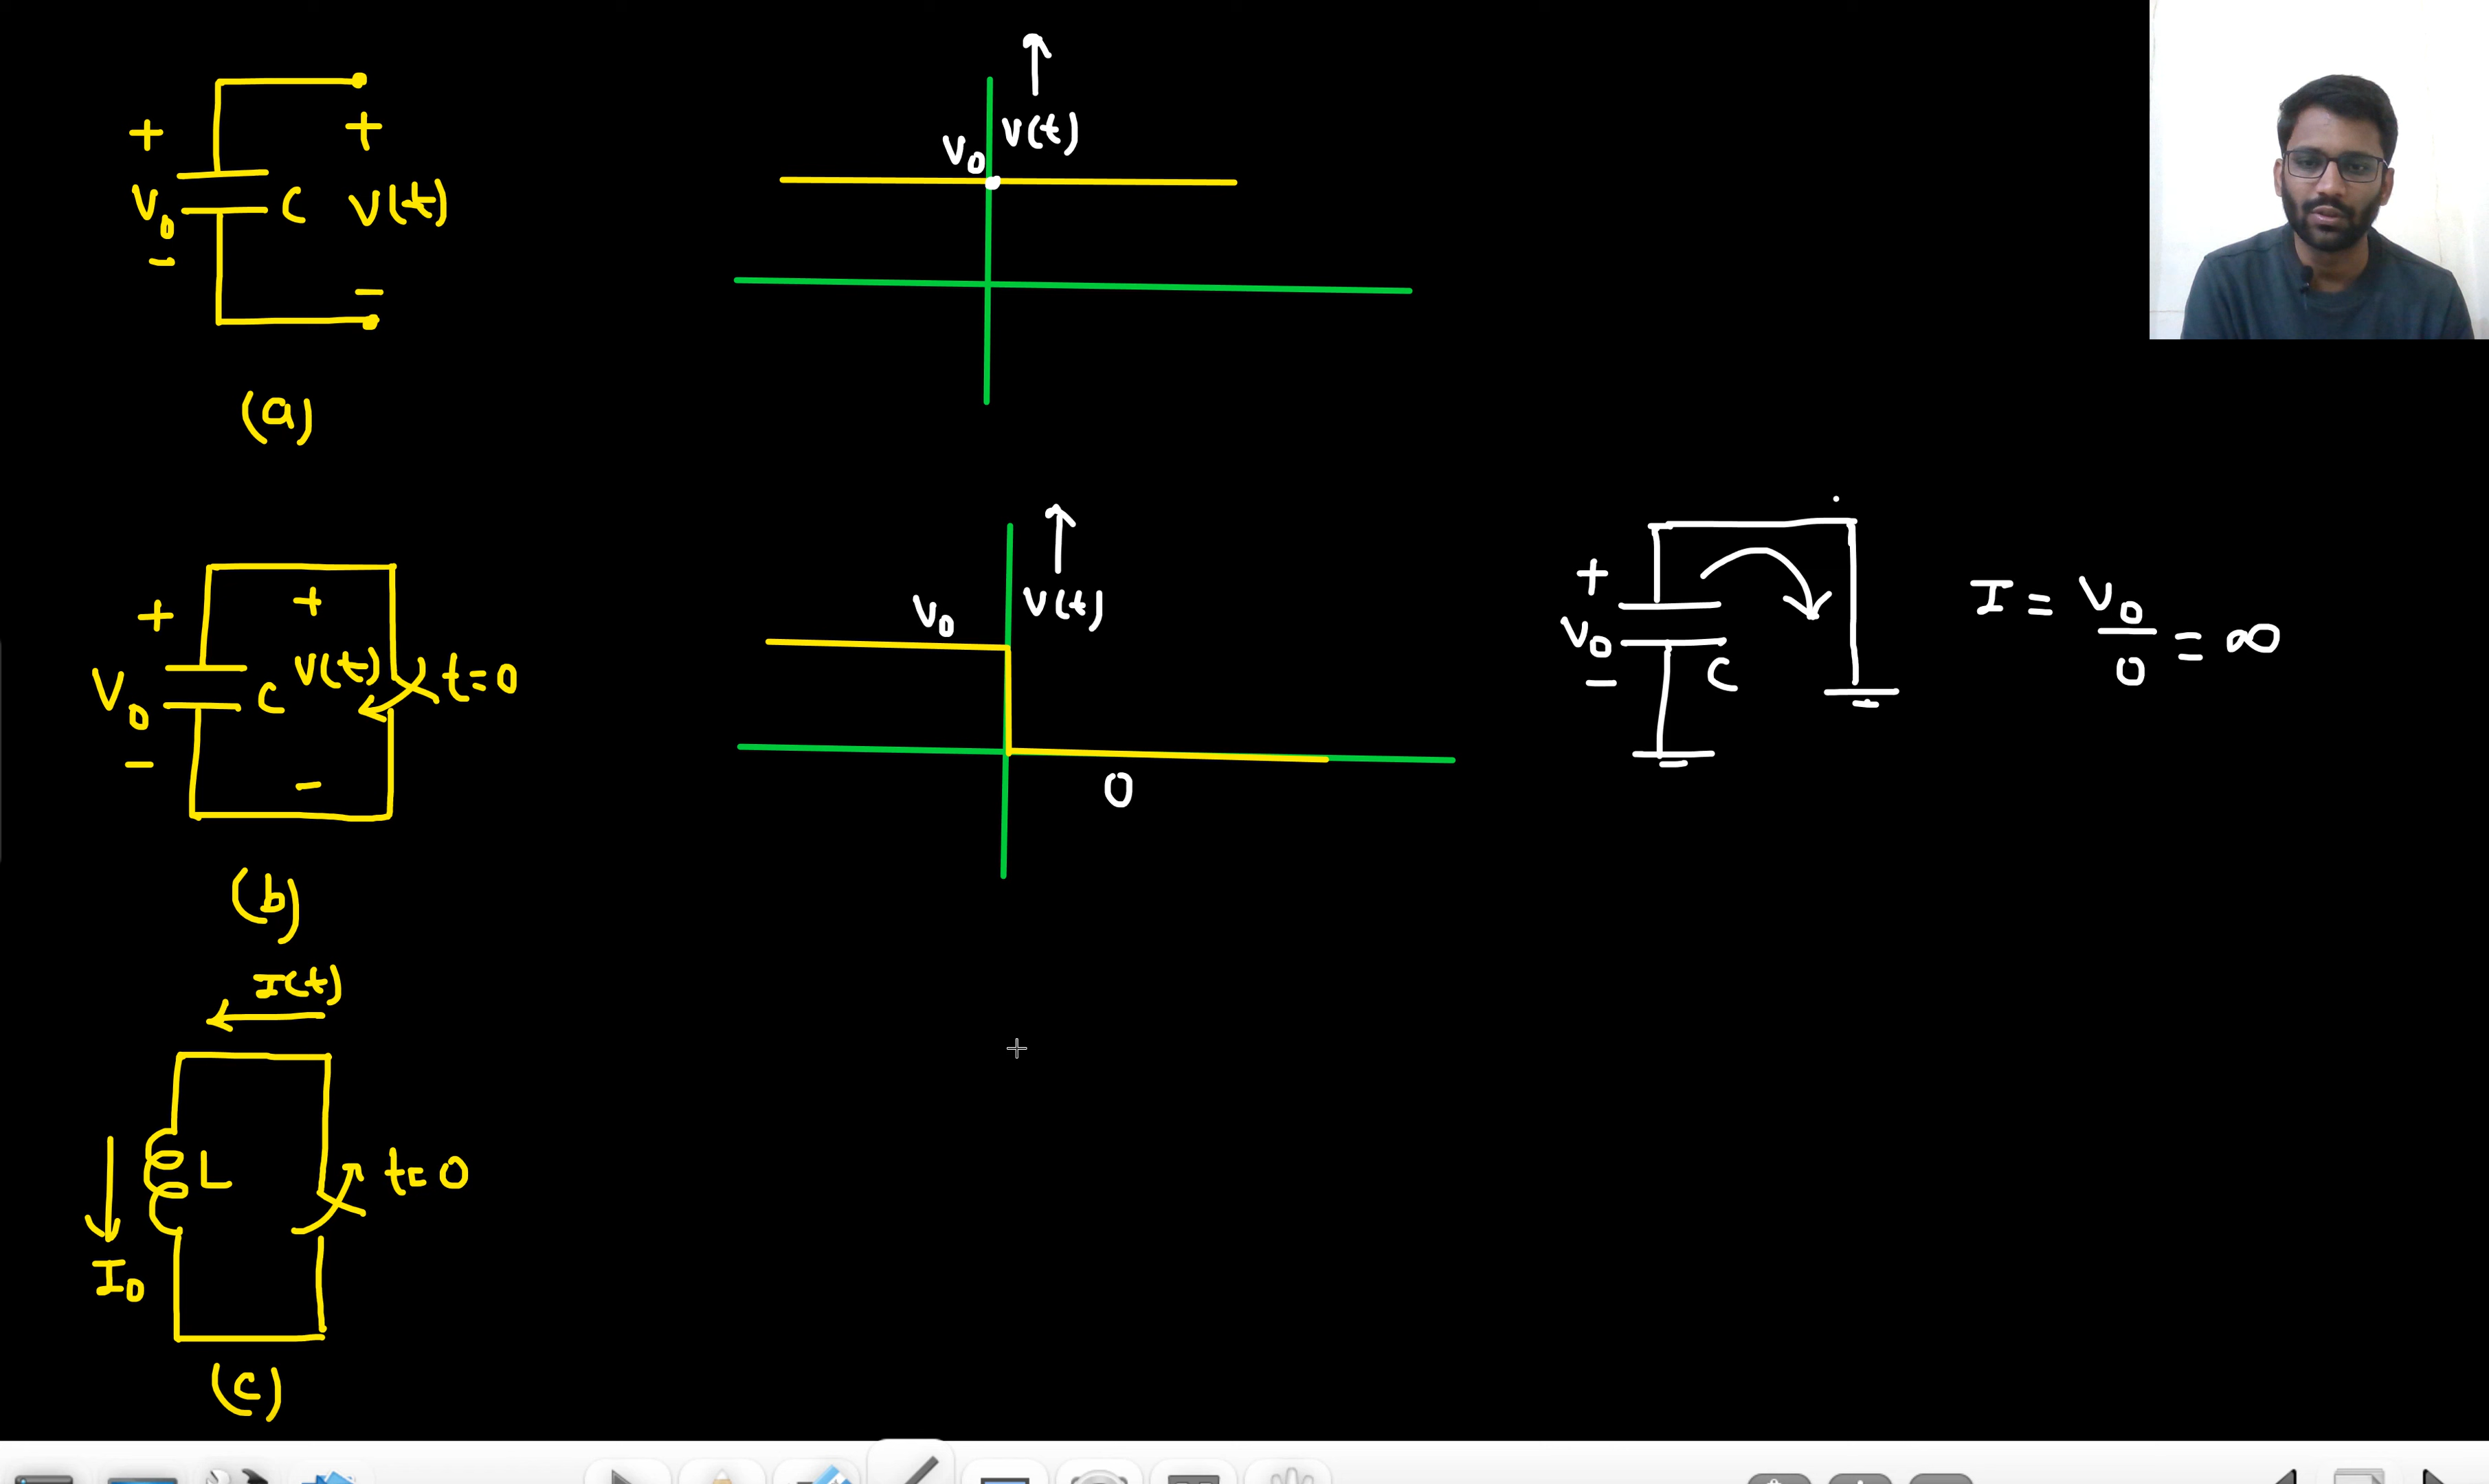 +
+
V₀
C
V(t)
-
-
(a)
V₀
V(t)
+
+
V₀
C
V(t)
t=0
-
-
(b)
V₀
V(t)
0
+
V₀
-
C
I = V₀/0 = ∞
I(t)
L
t=0
I₀
(c)